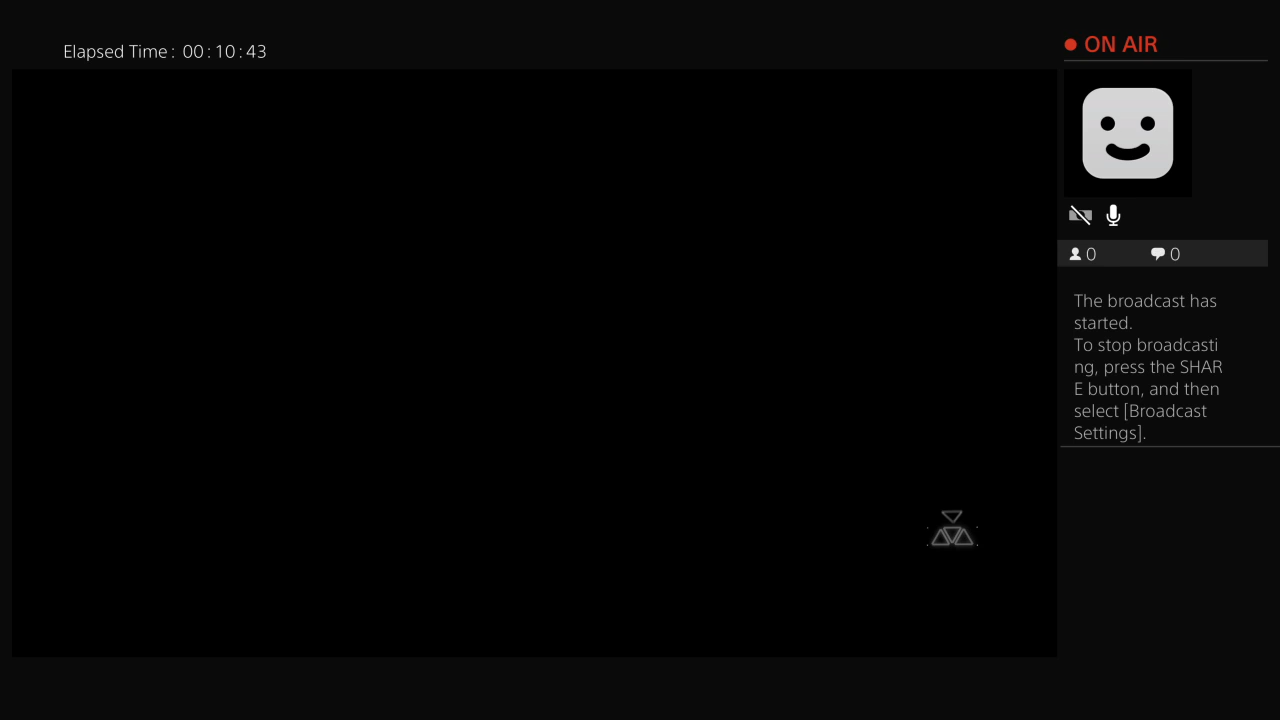 Elapsed Time : 00 : 10 : 43
ON AIR
0 0
The broadcast has
started.
To stop broadcasti
ng, press the SHAR
E button, and then
select [Broadcast
Settings].